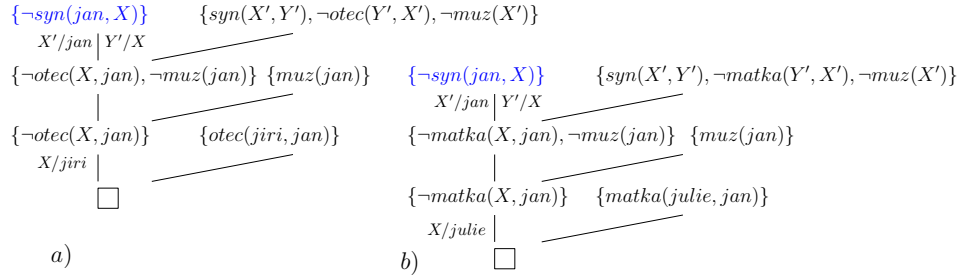 {¬syn(jan, X)} {syn(X′, Y′), ¬otec(Y′, X′), ¬muz(X′)}
X′/jan Y′/X
{¬otec(X, jan), ¬muz(jan)} {muz(jan)}
{¬otec(X, jan)} {otec(jiri, jan)}
X/jiri
a)
{¬syn(jan, X)} {syn(X′, Y′), ¬matka(Y′, X′), ¬muz(X′)}
X′/jan Y′/X
{¬matka(X, jan), ¬muz(jan)} {muz(jan)}
{¬matka(X, jan)} {matka(julie, jan)}
X/julie
b)